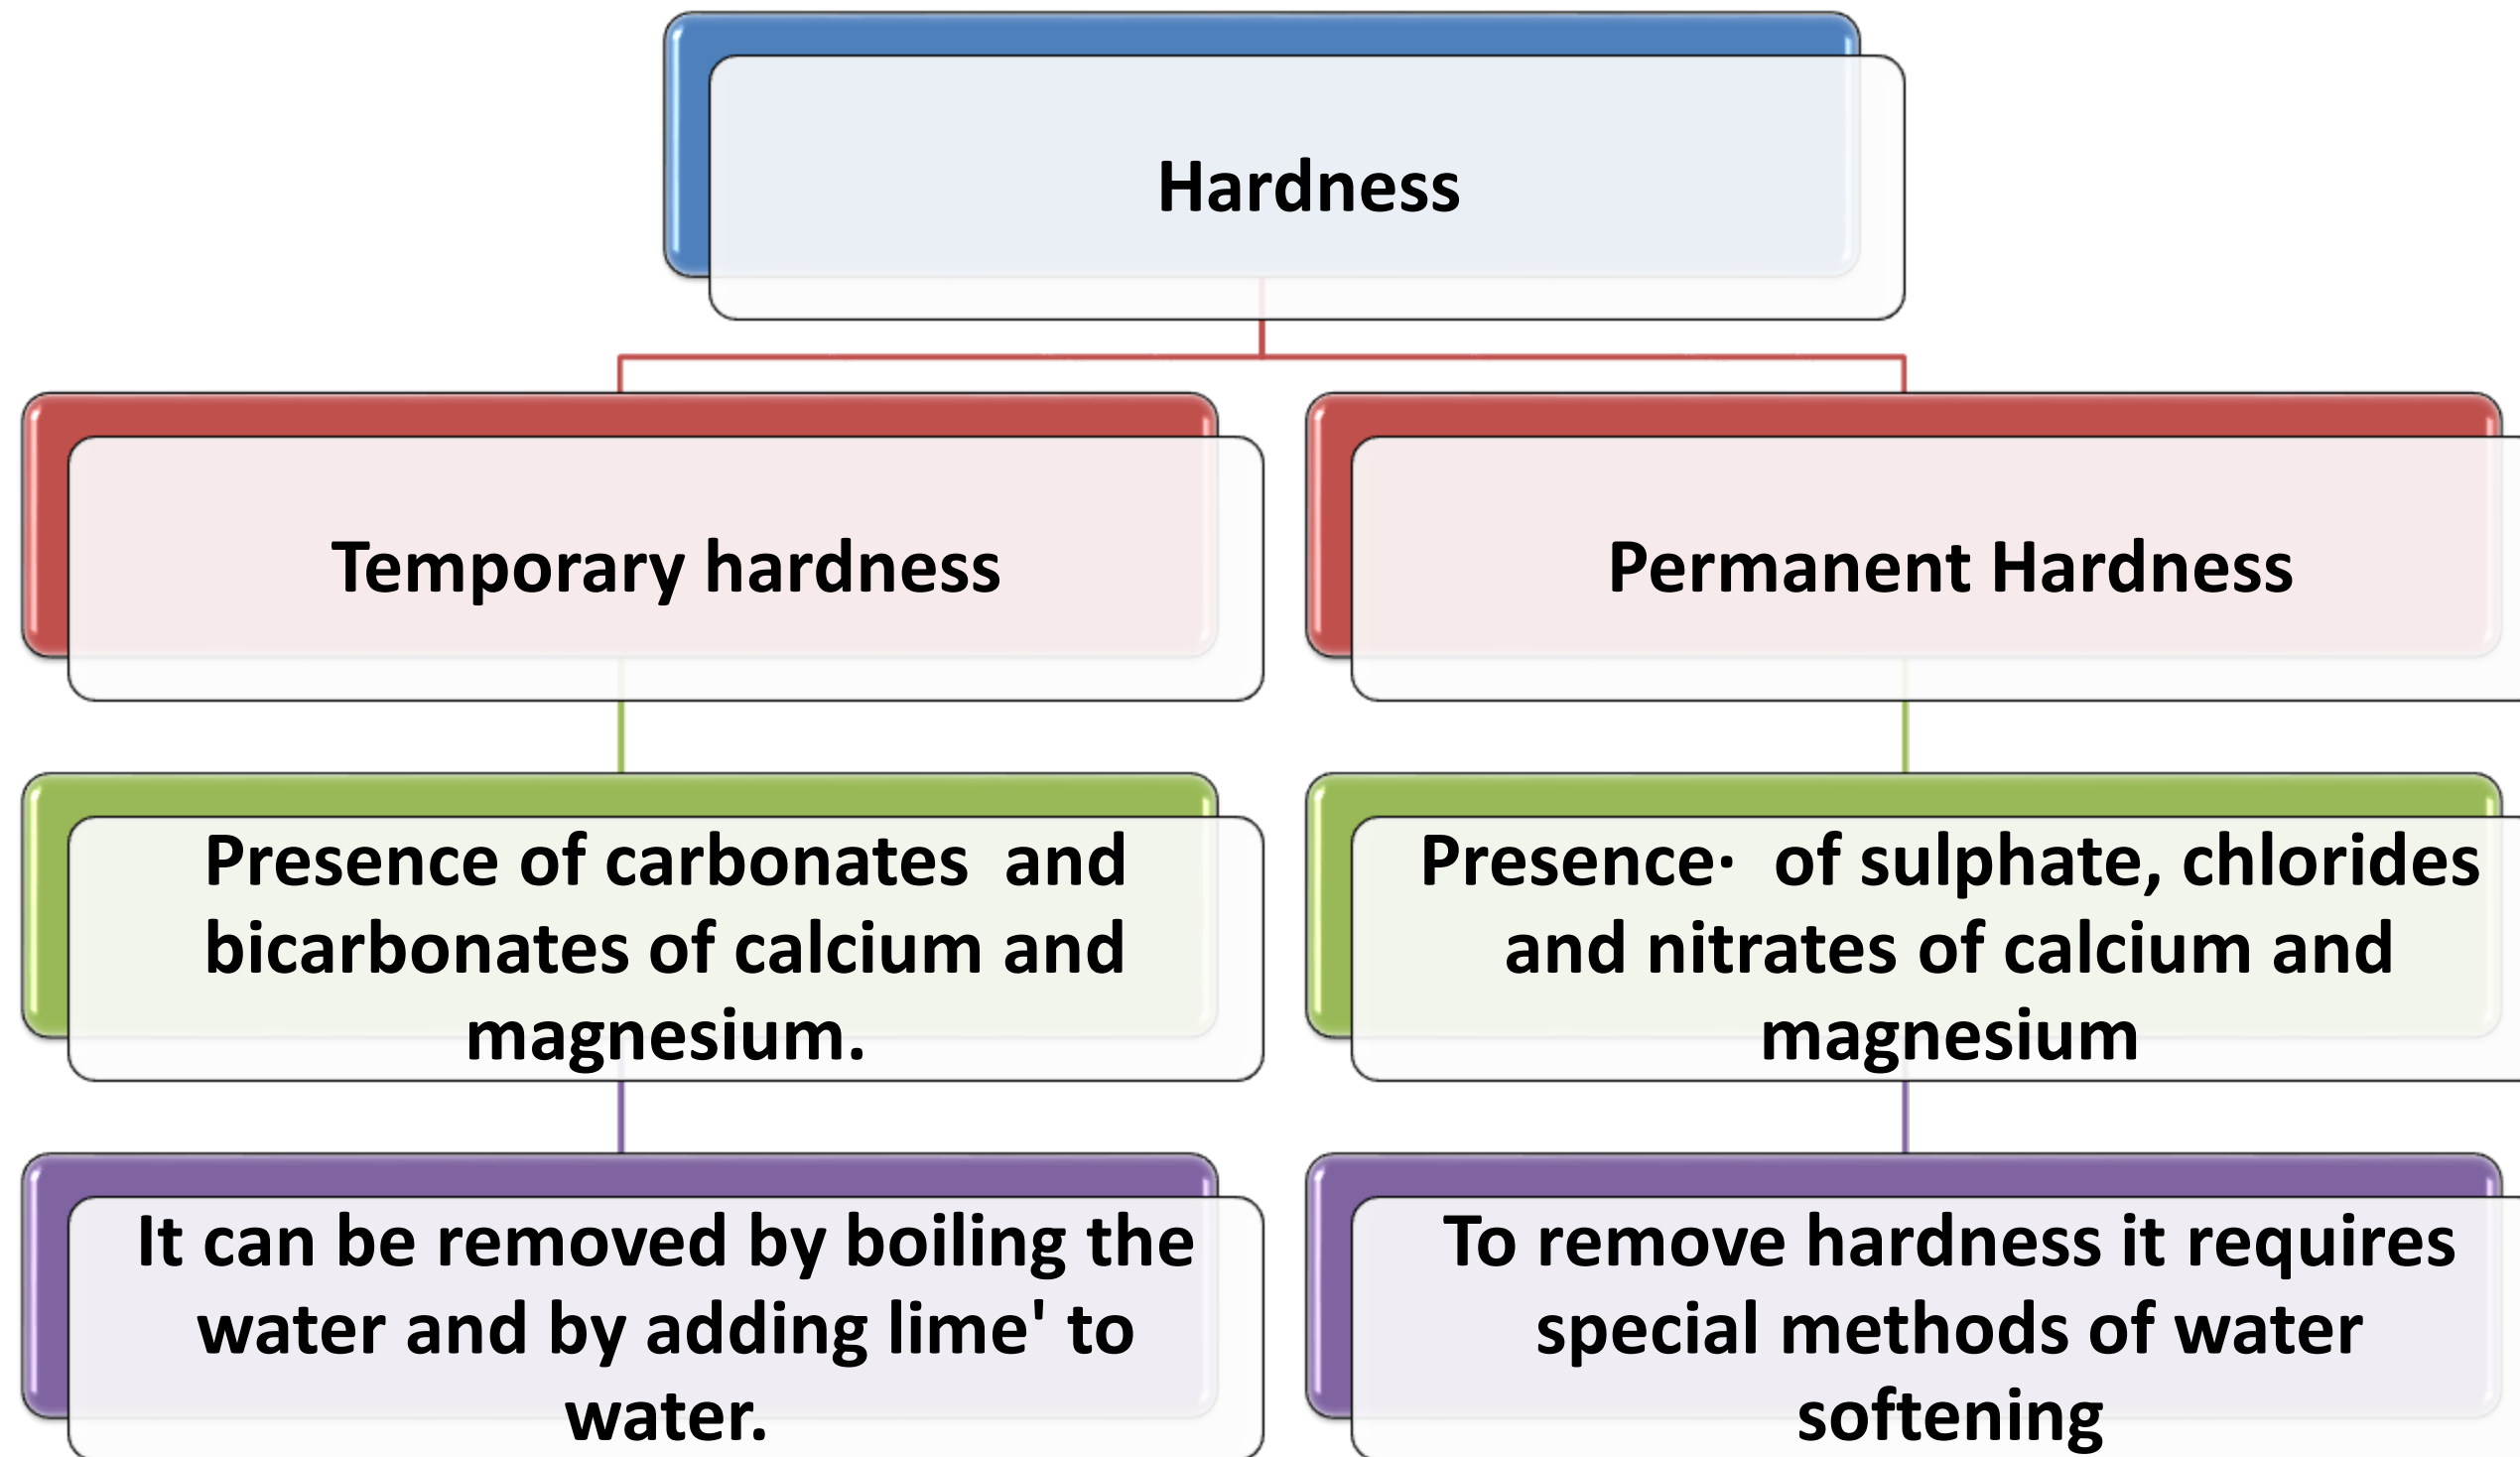 Hardness
Temporary hardness
Permanent Hardness
Presence of carbonates  and
bicarbonates of calcium and
magnesium.
Presence·  of sulphate, chlorides
and nitrates of calcium and
magnesium
It can be removed by boiling the
water and by adding lime' to
water.
To remove hardness it requires
special methods of water
softening